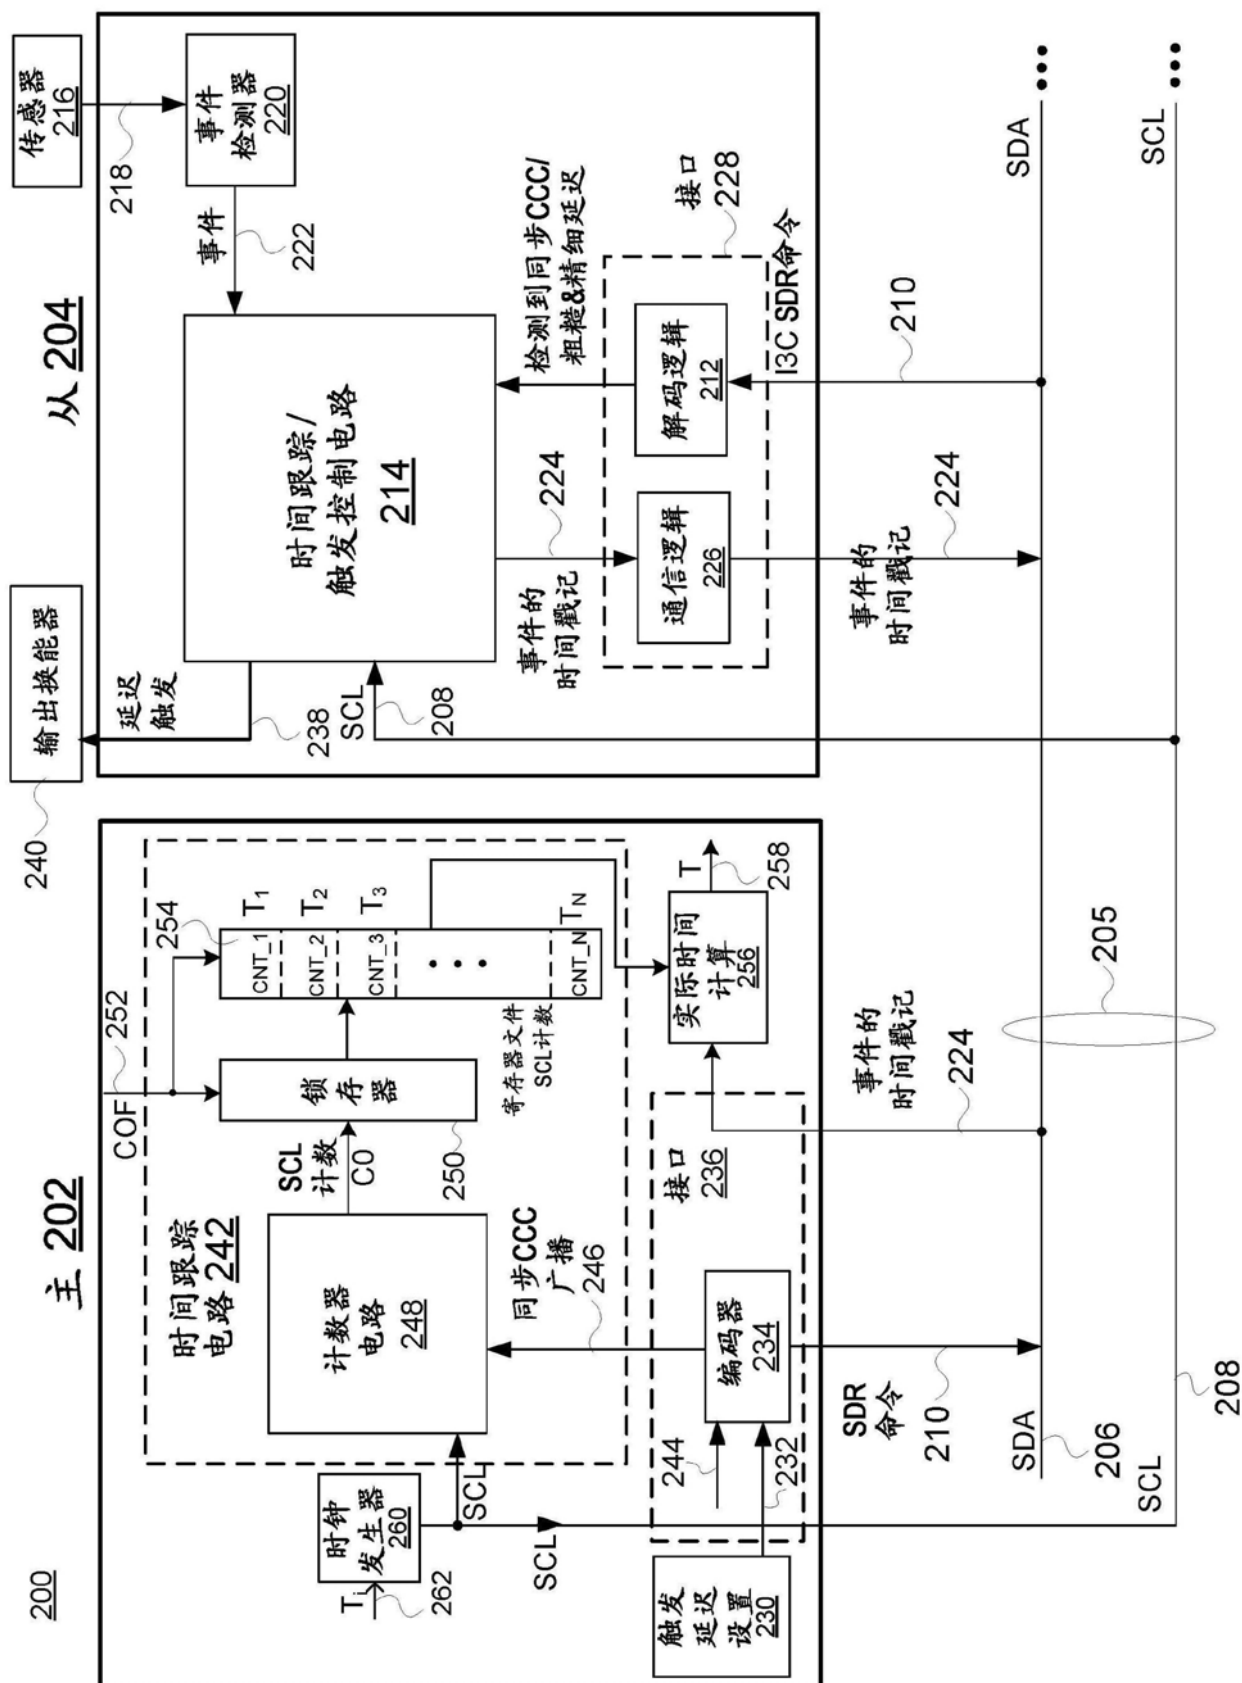 200
主 202
时间跟踪
电路 242
COF
252
254
时钟
发生器
260
Ti
262
SCL
SCL
计数器
电路
248
SCL
计数
CO
锁
存
器
250
CNT_1
CNT_2
CNT_3
CNT_N
T1
T2
T3
TN
寄存器文件
SCL计数
同步CCC
广播
246
触发
延迟
设置
230
244
232
编码器
234
接口
236
实际时间
计算
256
T
258
SDR
命令
210
事件的
时间戳记
224
SDA
206
SCL
208
205
从 204
240
输出换能器
延迟
触发
238
SCL
208
时间跟踪/
触发控制电路
214
传感器
216
218
事件
检测器
220
事件
222
事件的
时间戳记
224
检测到同步CCC/
粗糙&精细延迟
通信逻辑
226
解码逻辑
212
接口
228
I3C SDR命令
210
事件的
时间戳记
224
SDA
SCL